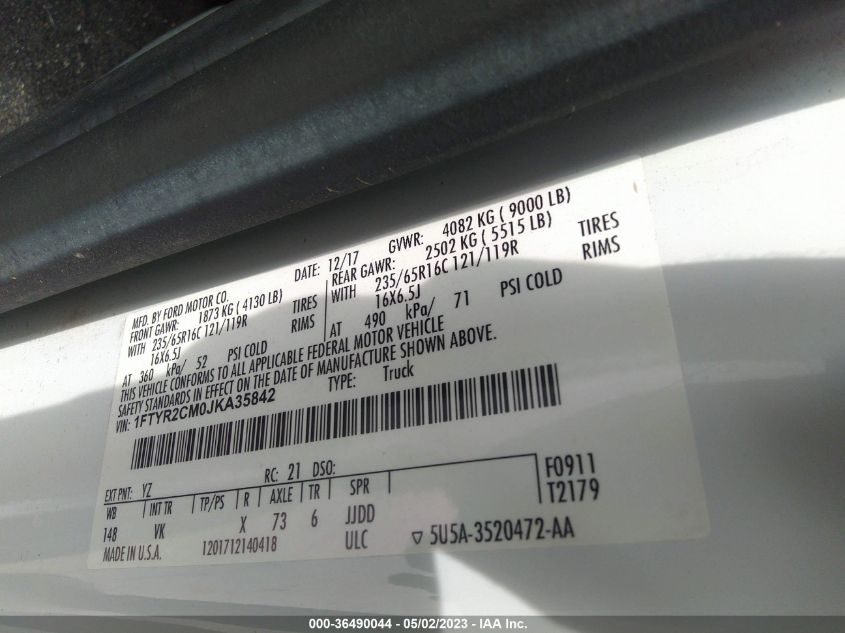 MFD. BY FORD MOTOR CO.
DATE: 12/17
GVWR: 4082 KG ( 9000 LB)
FRONT GAWR: 1873 KG ( 4130 LB)
REAR GAWR: 2502 KG ( 5515 LB)
WITH 235/65R16C 121/119R TIRES
WITH 235/65R16C 121/119R TIRES
16X6.5J RIMS
16X6.5J RIMS
AT 360 kPa/ 52 PSI COLD
AT 490 kPa/ 71 PSI COLD
THIS VEHICLE CONFORMS TO ALL APPLICABLE FEDERAL MOTOR VEHICLE
SAFETY STANDARDS IN EFFECT ON THE DATE OF MANUFACTURE SHOWN ABOVE.
VIN: 1FTYR2CM0JKA35842
TYPE: Truck
EXT PNT: YZ RC: 21 DSO:
WB INT TR TP/PS R AXLE TR SPR
148 VK X 73 6 JJDD
F0911
T2179
MADE IN U.S.A. 1201712140418 ULC ▽ 5U5A-3520472-AA
000-36490044 — 05/02/2023 — IAA Inc.